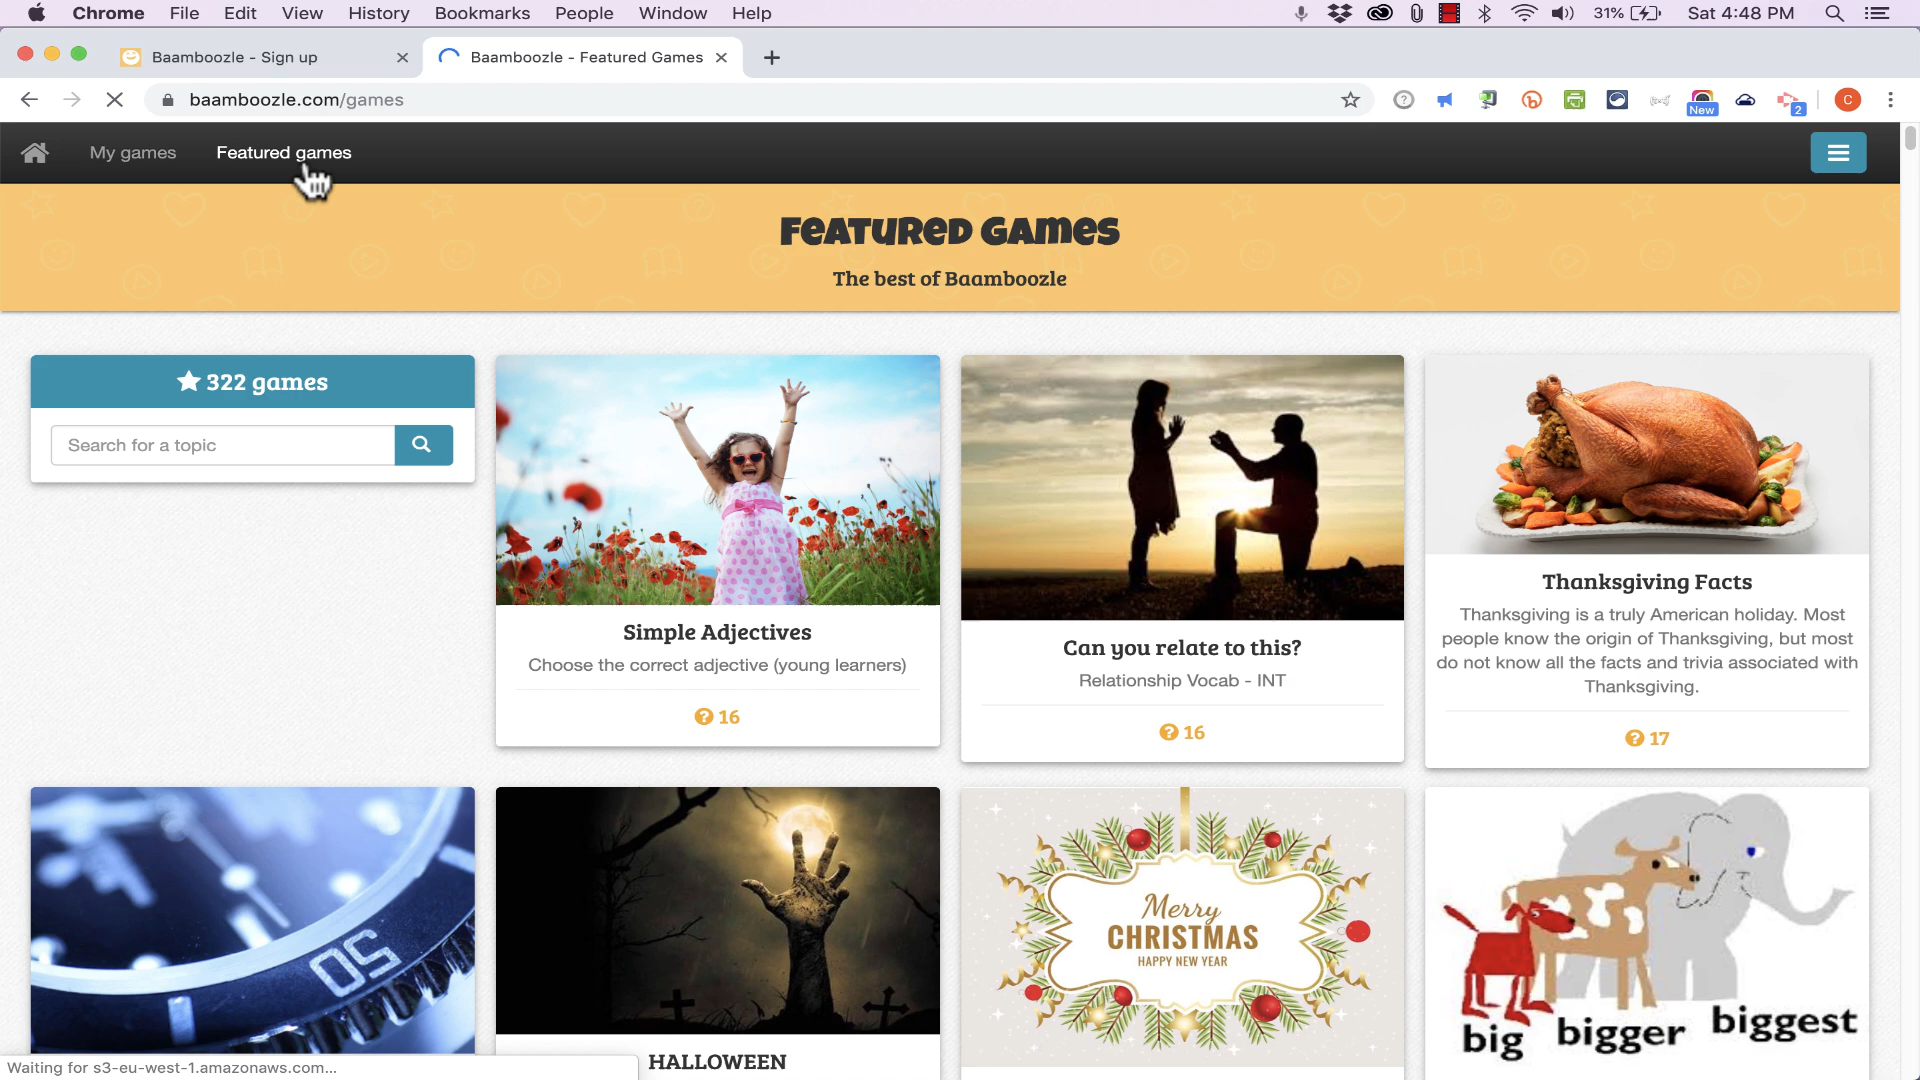 Chrome File Edit View History Bookmarks People Window Help 31% Sat 4:48 PM
Baamboozle - Sign up
Baamboozle - Featured Games
baamboozle.com/games
New
2
C
My games
Featured games
Featured Games
The best of Baamboozle
322 games
Search for a topic
Simple Adjectives
Choose the correct adjective (young learners)
16
Can you relate to this?
Relationship Vocab - INT
16
Thanksgiving Facts
Thanksgiving is a truly American holiday. Most
people know the origin of Thanksgiving, but most
do not know all the facts and trivia associated with
Thanksgiving.
17
50
HALLOWEEN
Merry
CHRISTMAS
HAPPY NEW YEAR
big bigger biggest
Waiting for s3-eu-west-1.amazonaws.com...